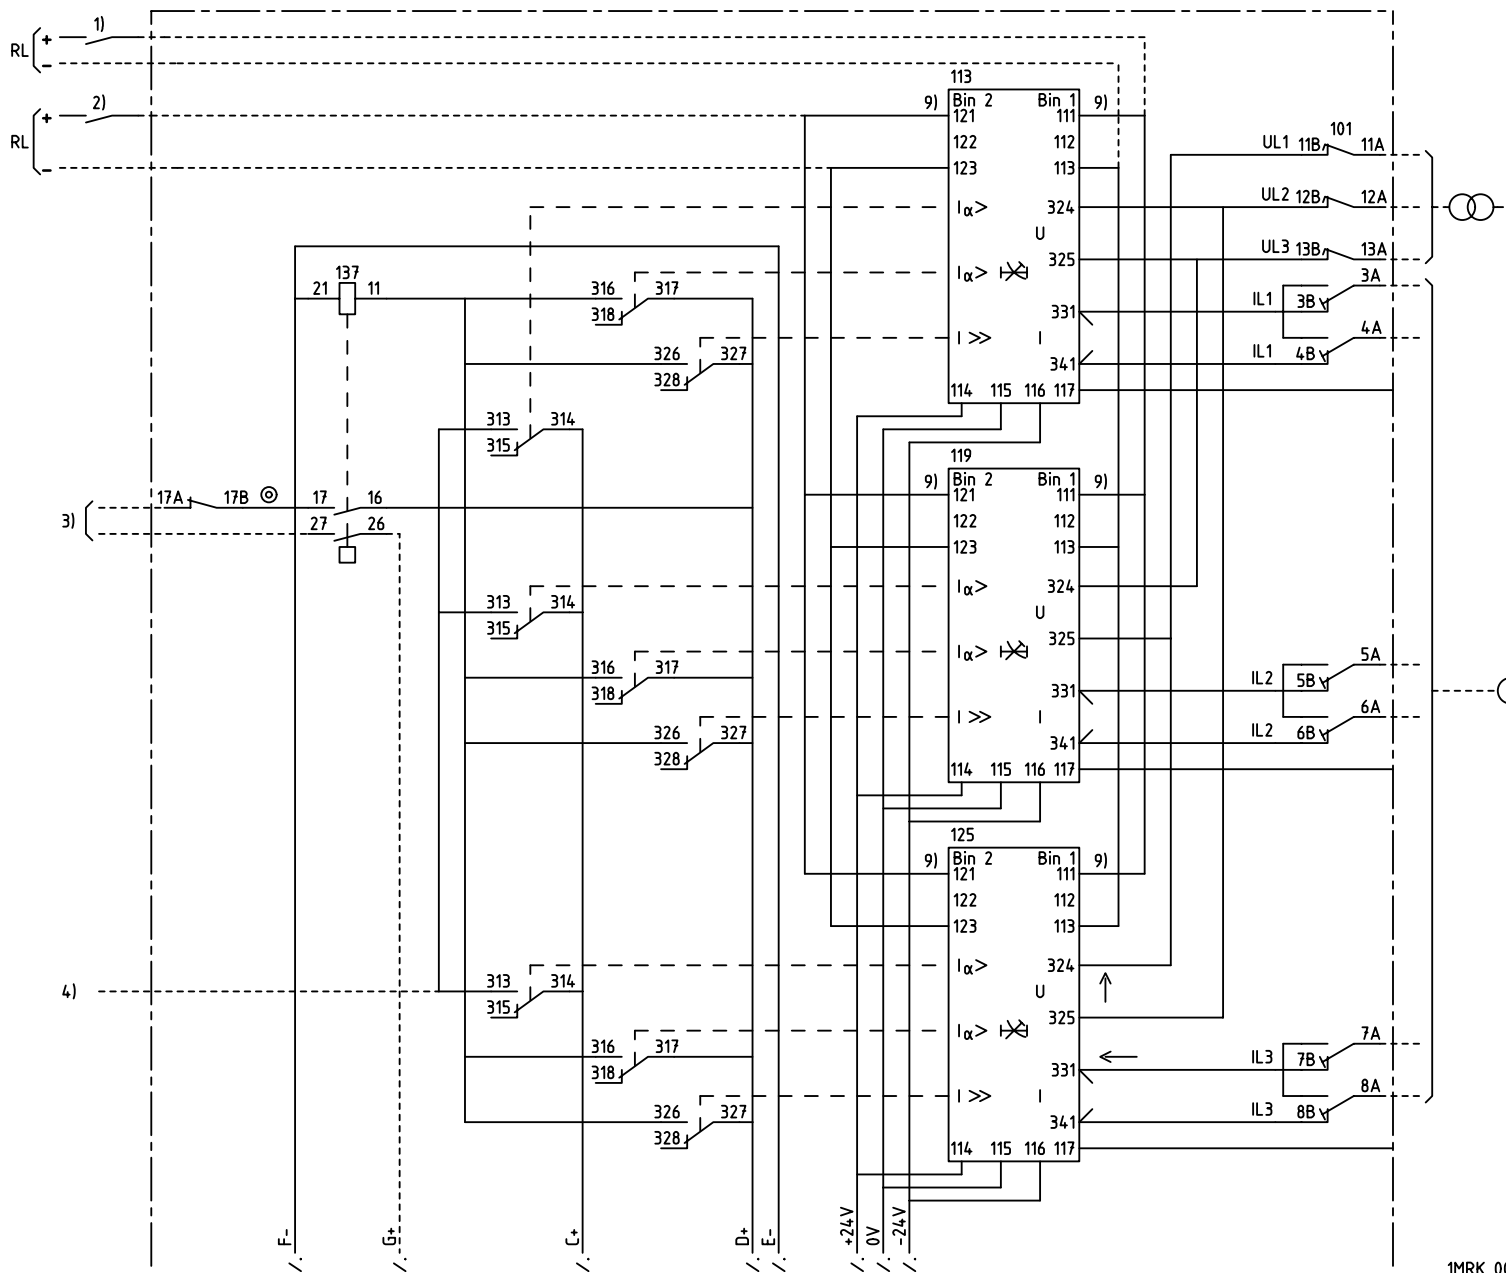 1)
RL + -
113
2)
9) Bin 2 Bin 1 9)
RL + -
121 111
101
122 112
UL1 11B 11A
123 113
UL2 12B 12A
Iα> 324
U
UL3 13B 13A
137
Iα> 325
3A
21 11 316 317
IL1 3B
318 331
4A
I >> I
326 327 IL1 4B
328 341
114 115 116 117
313 314
315
119
9) Bin 2 Bin 1 9)
17A 17B 17 16
121 111
3)
27 26
122 112
123 113
Iα> 324
313 314
U
315
325
Iα>
5A
316 317
IL2 5B
318 331
6A
I >> I
326 327 IL2 6B
328 341
114 115 116 117
125
9) Bin 2 Bin 1 9)
121 111
122 112
123 113
Iα> 324
4) 313 314
U
315
325
Iα>
7A
316 317
IL3 7B
318 331
8A
I >> I
326 327 IL3 8B
328 341
114 115 116 117
F- G+ C+ D+ E- +24V 0V -24V
/. /. /. /. /. /. /. /.
1MRK